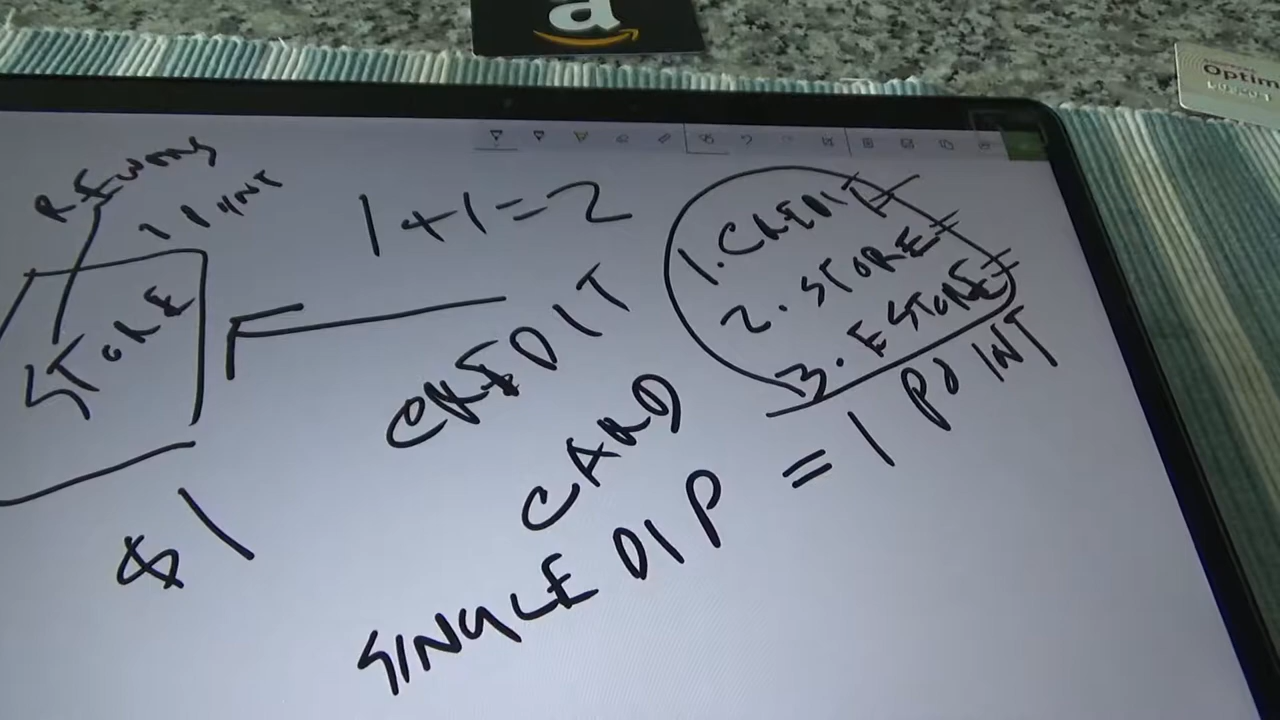 a
Optim
REWARDS
1 POINT
1+1=2
STORE
1. CREDIT
2. STORE
3. ESTORE
CREDIT
CARD
SINGLE DIP = 1 POINT
$1